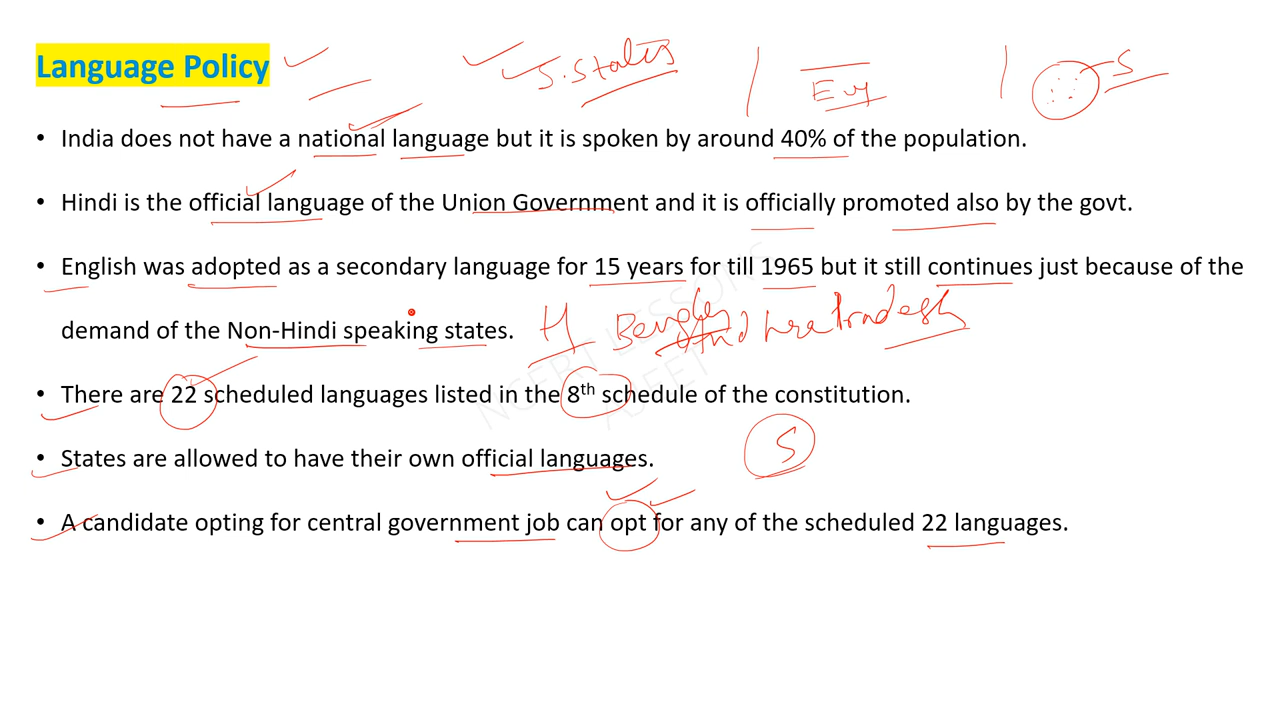 Language Policy
S. States
Eng
S
• India does not have a national language but it is spoken by around 40% of the population.
• Hindi is the official language of the Union Government and it is officially promoted also by the govt.
• English was adopted as a secondary language for 15 years for till 1965 but it still continues just because of the
demand of the Non-Hindi speaking states.
H
• There are 22 scheduled languages listed in the 8th schedule of the constitution.
• States are allowed to have their own official languages.
S
• A candidate opting for central government job can opt for any of the scheduled 22 languages.
NCERT LESSONS